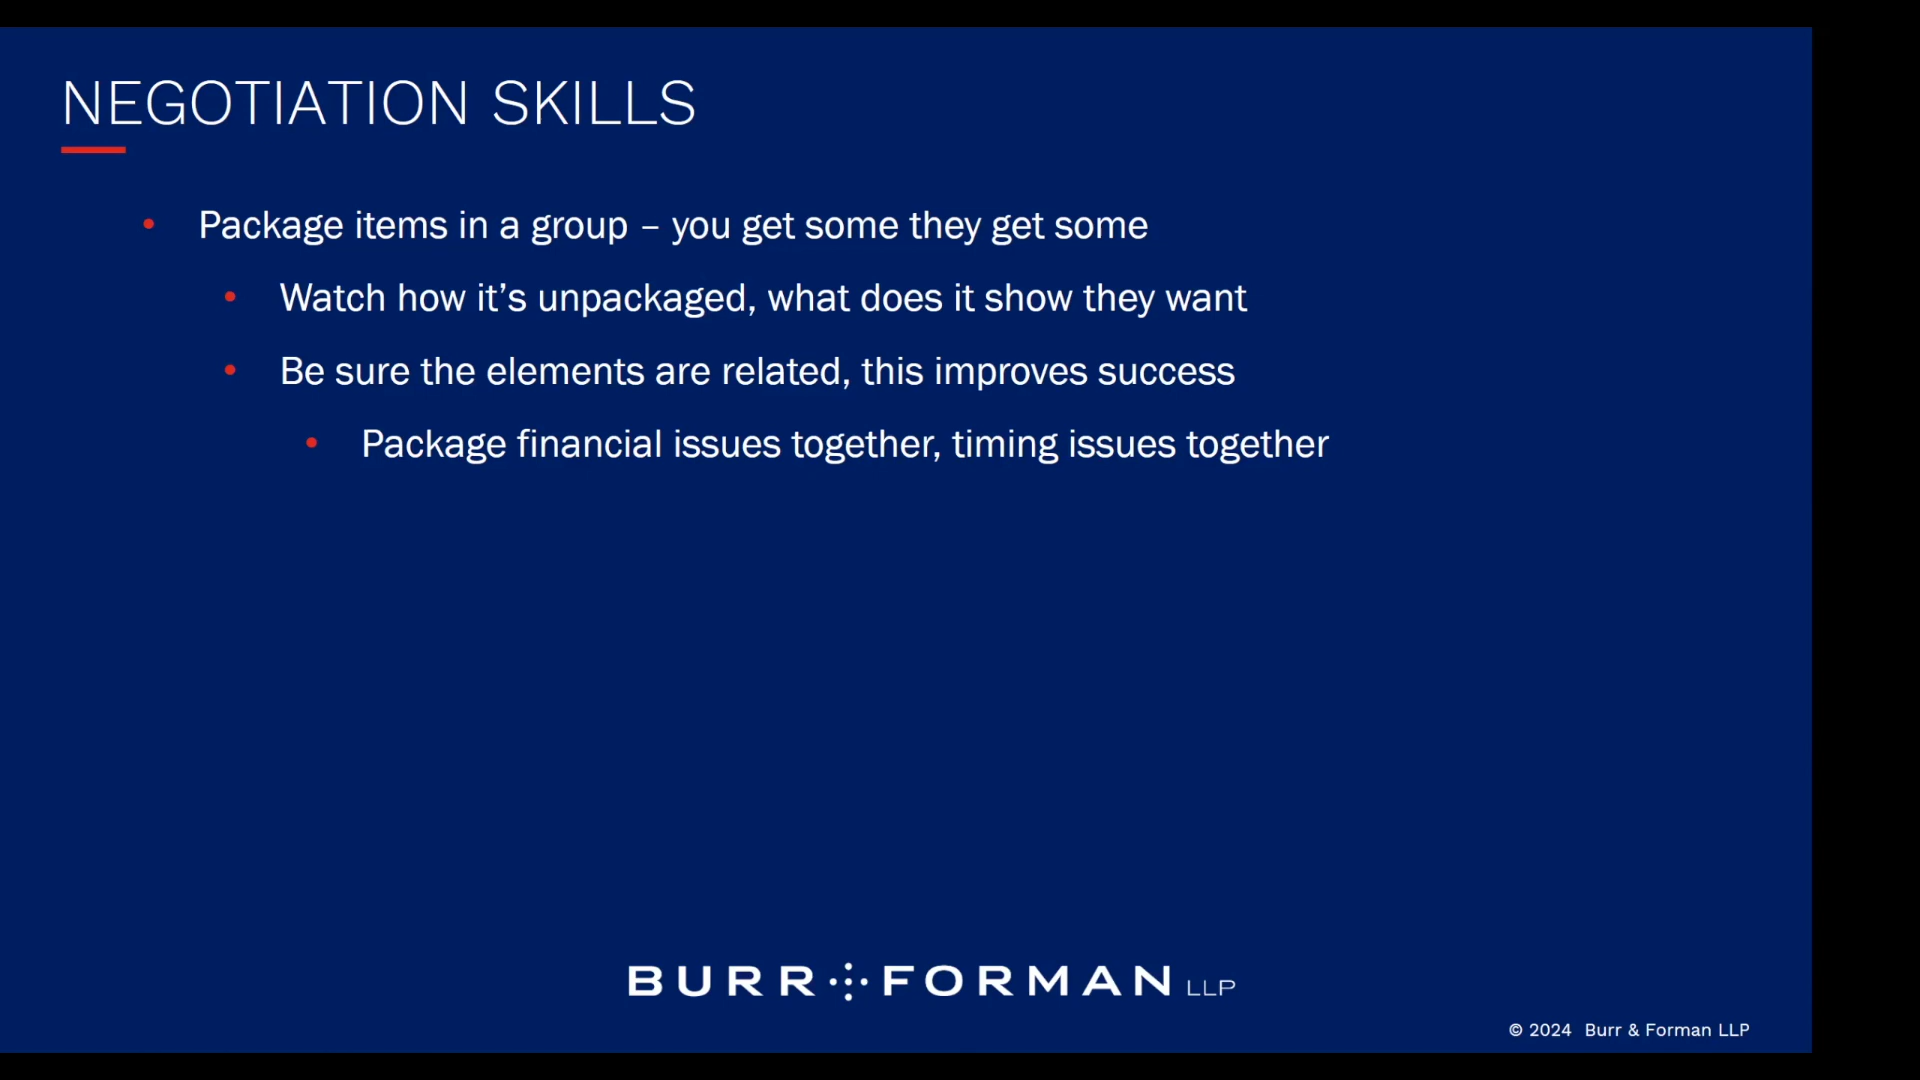 NEGOTIATION SKILLS
• Package items in a group – you get some they get some
• Watch how it’s unpackaged, what does it show they want
• Be sure the elements are related, this improves success
• Package financial issues together, timing issues together
BURR FORMAN LLP
© 2024 Burr & Forman LLP